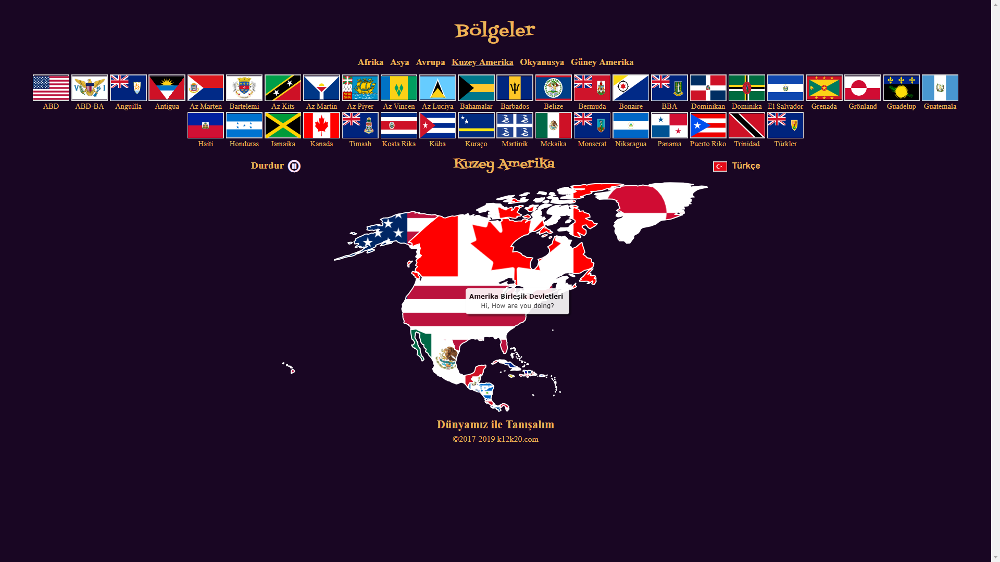 Bölgeler
Afrika Asya Avrupa Kuzey Amerika Okyanusya Güney Amerika
ABD ABD-BA Anguilla Antigua Az Marten Bartelemi Az Kits Az Martin Az Piyer Az Vincen Az Luciya Bahamalar Barbados Belize Bermuda Bonaire BBA Dominikan Dominika El Salvador Grenada Grönland Guadelup Guatemala
Haiti Honduras Jamaika Kanada Timsah Kosta Rika Küba Kuraço Martinik Meksika Monserat Nikaragua Panama Puerto Riko Trinidad Türkler
Durdur Kuzey Amerika Türkçe
Amerika Birleşik Devletleri
Hi, How are you doing?
Dünyamız ile Tanışalım
©2017-2019 k12k20.com